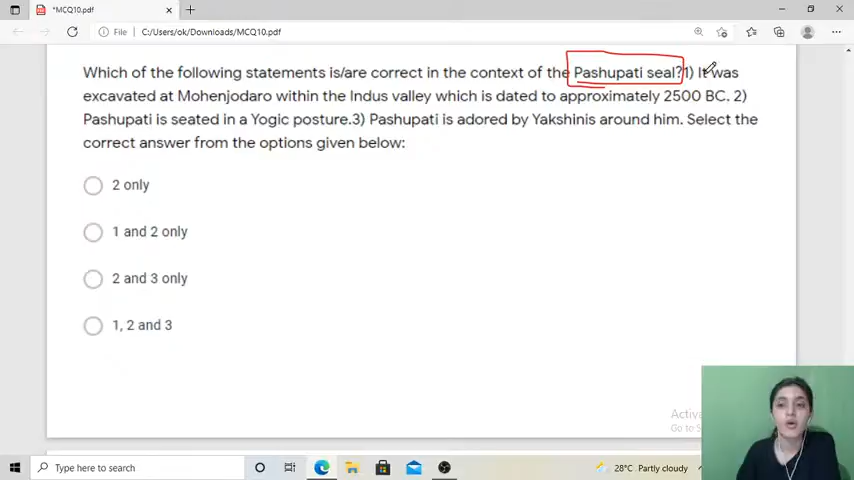 *MCQ10.pdf
File
C:/Users/ok/Downloads/MCQ10.pdf
Which of the following statements is/are correct in the context of the Pashupati seal?1) It was
excavated at Mohenjodaro within the Indus valley which is dated to approximately 2500 BC. 2)
Pashupati is seated in a Yogic posture.3) Pashupati is adored by Yakshinis around him. Select the
correct answer from the options given below:
2 only
1 and 2 only
2 and 3 only
1, 2 and 3
Activa
Go to S
Type here to search
28°C Partly cloudy